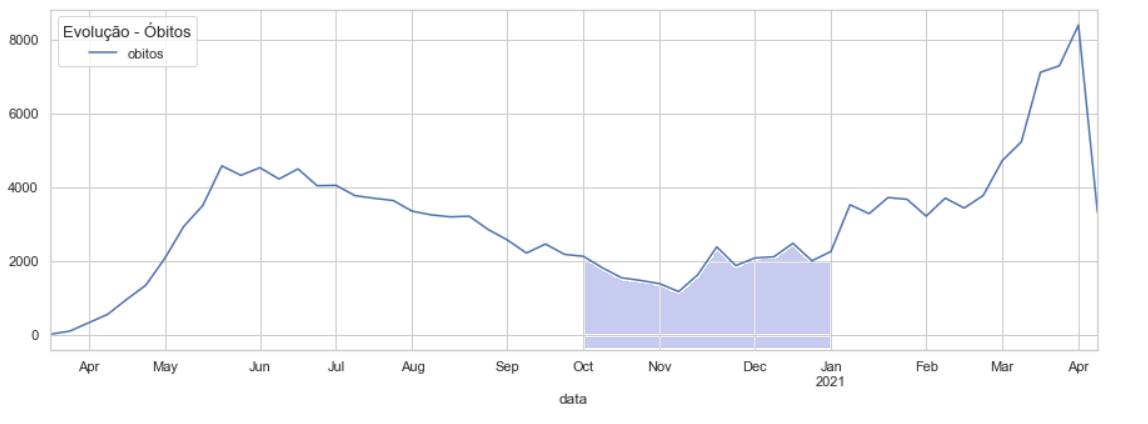 Evolução - Óbitos
obitos
8000
6000
4000
2000
0
Apr May Jun Jul Aug Sep Oct Nov Dec Jan Feb Mar Apr
2021
data